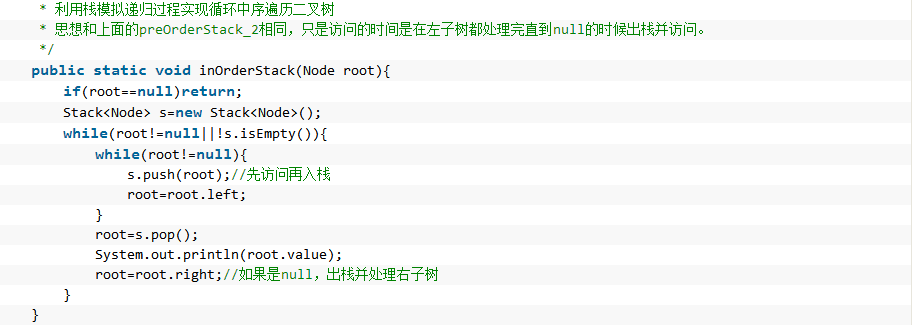 * 利用栈模拟递归过程实现循环中序遍历二叉树
* 思想和上面的preOrderStack_2相同，只是访问的时间是在左子树都处理完直到null的时候出栈并访问。
*/
public static void inOrderStack(Node root){
if(root==null)return;
Stack<Node> s=new Stack<Node>();
while(root!=null||!s.isEmpty()){
while(root!=null){
s.push(root);//先访问再入栈
root=root.left;
}
root=s.pop();
System.out.println(root.value);
root=root.right;//如果是null，出栈并处理右子树
}
}